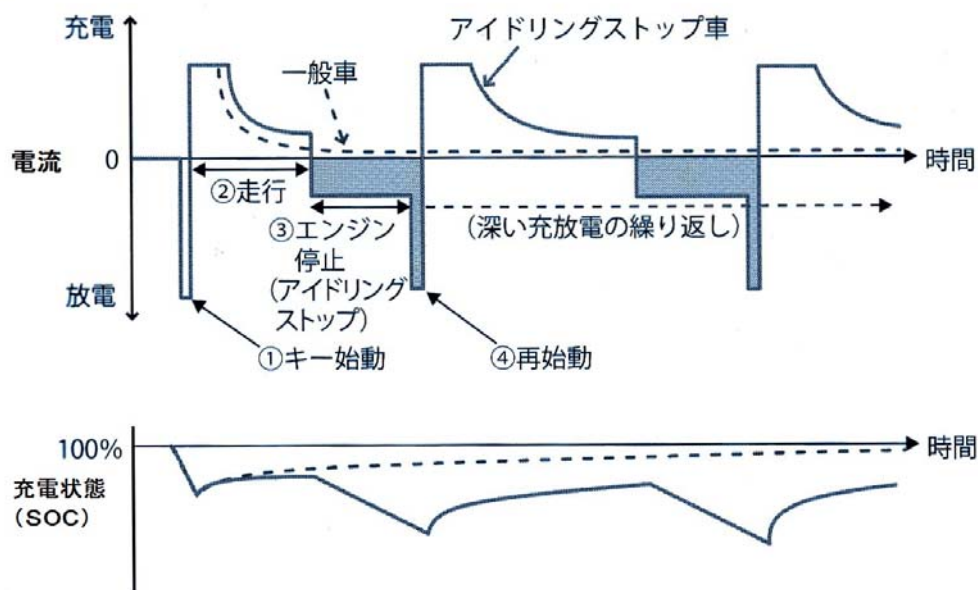 充電
アイドリングストップ車
一般車
電流
0
時間
②走行
③エンジン
停止
(アイドリング
ストップ)
(深い充放電の繰り返し)
放電
①キー始動
④再始動
100%
時間
充電状態
(SOC)